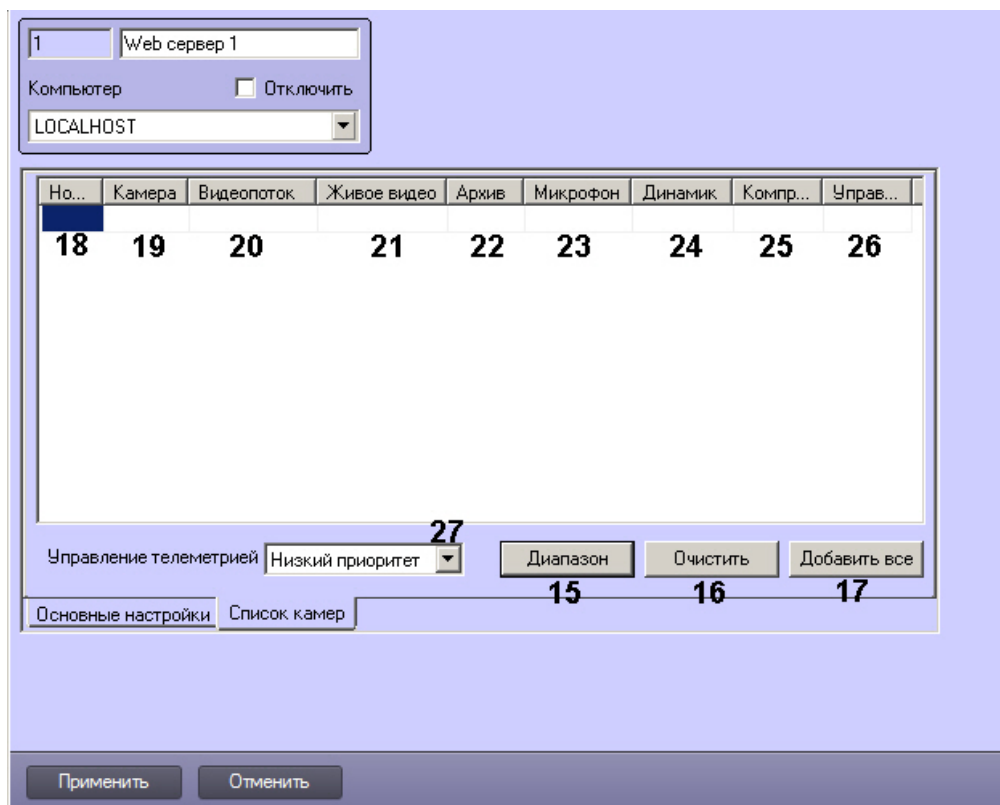 1 Web сервер 1
Компьютер Отключить
LOCALHOST
Но... Камера Видеопоток Живое видео Архив Микрофон Динамик Компр... Управ...
18 19 20 21 22 23 24 25 26
27
Управление телеметрией Низкий приоритет Диапазон Очистить Добавить все
15 16 17
Основные настройки Список камер
Применить Отменить